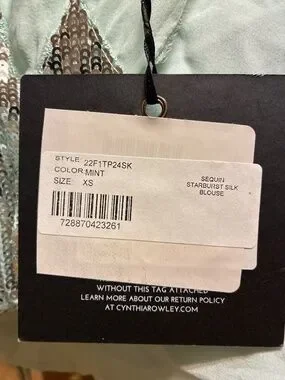 STYLE: 22F1TP24SK
COLOR:MINT
SIZE: XS
SEQUIN
STARBURST SILK
BLOUSE
728870423261
WITHOUT THIS TAG ATTACHED
LEARN MORE ABOUT OUR RETURN POLICY
AT CYNTHIAROWLEY.COM